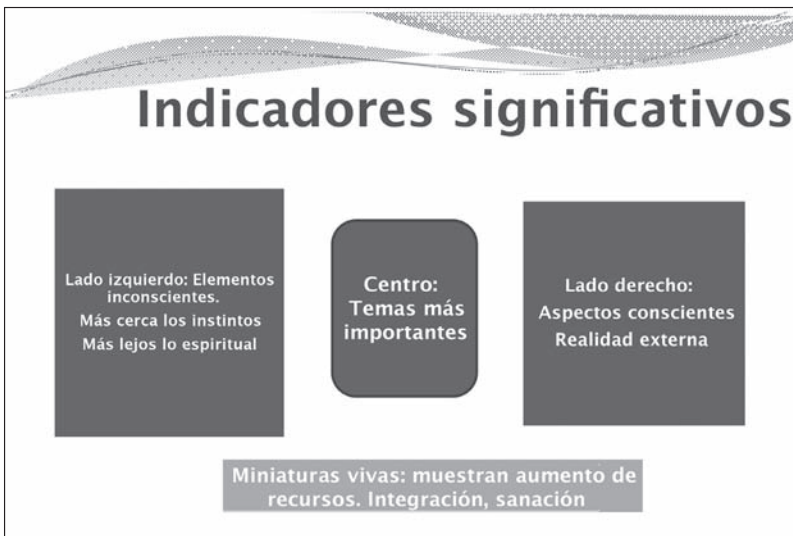 Indicadores significativos
Lado izquierdo: Elementos
inconscientes.
Más cerca los instintos
Más lejos lo espiritual
Centro:
Temas más
importantes
Lado derecho:
Aspectos conscientes
Realidad externa
Miniaturas vivas: muestran aumento de
recursos. Integración, sanación